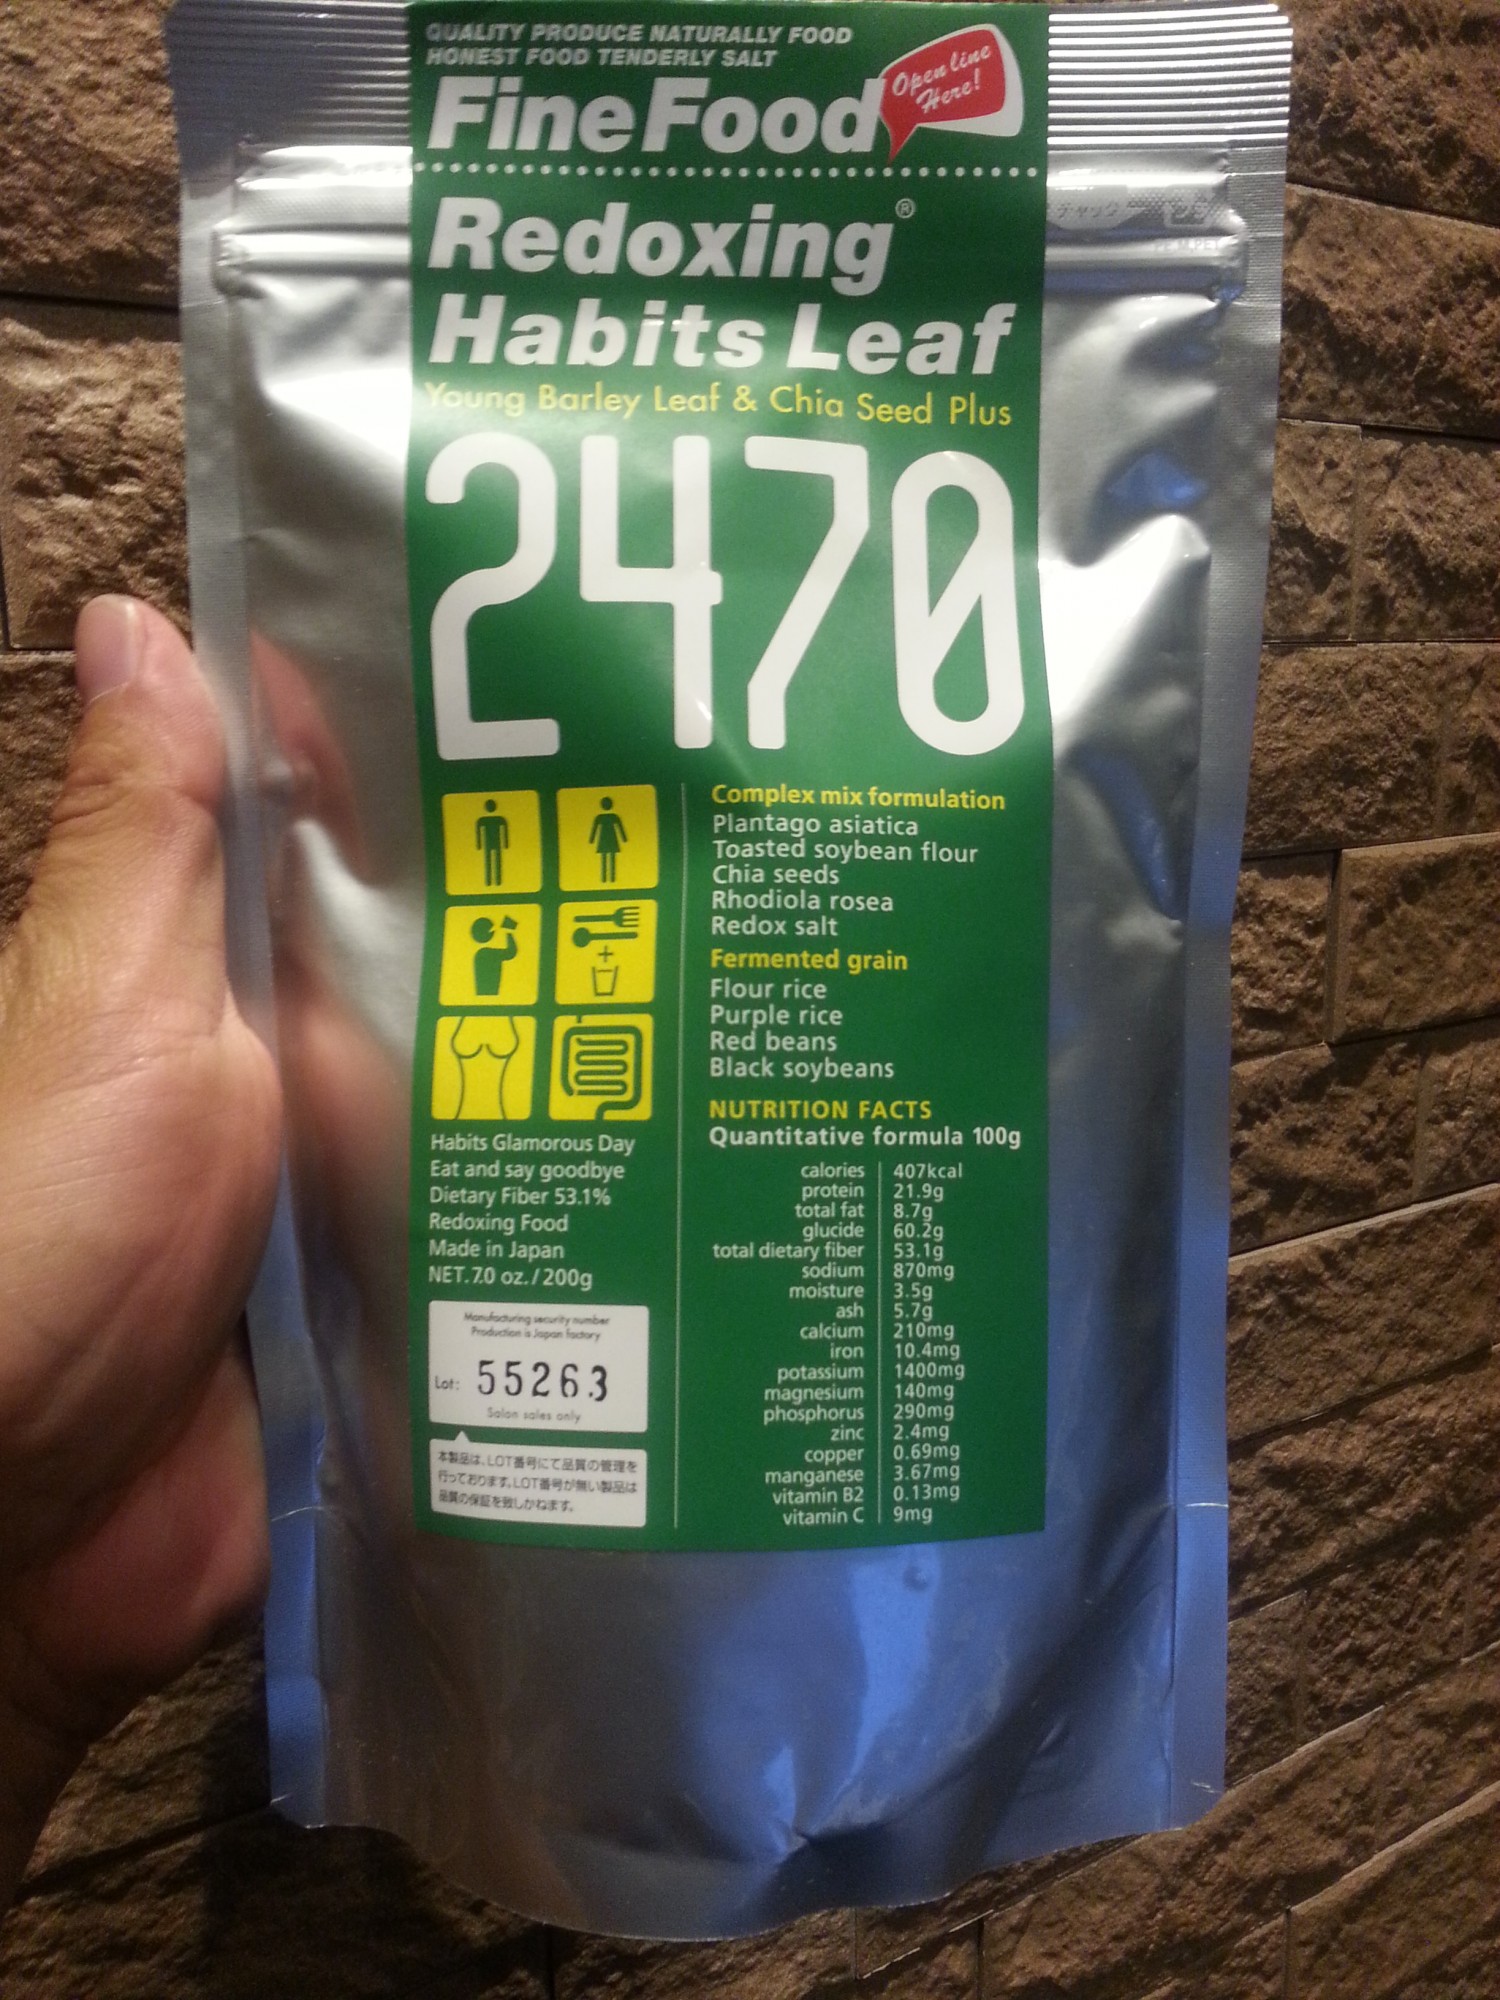 QUALITY PRODUCE NATURALLY FOOD
HONEST FOOD TENDERLY SALT
FineFood
Open line
Here!
Redoxing®
Habits Leaf
Young Barley Leaf & Chia Seed Plus
2470
チャック
Complex mix formulation
Plantago asiatica
Toasted soybean flour
Chia seeds
Rhodiola rosea
Redox salt
Fermented grain
Flour rice
Purple rice
Red beans
Black soybeans
Habits Glamorous Day
Eat and say goodbye
Dietary Fiber 53.1%
Redoxing Food
Made in Japan
NET.7.0 oz./200g
Manufacturing security number
Production is Japan factory
Lot: 55263
Salon sales only
本製品は、LOT番号にて品質の管理を
行っております。LOT番号が無い製品は
品質の保証を致しかねます。
NUTRITION FACTS
Quantitative formula 100g
calories 407kcal
protein 21.9g
total fat 8.7g
glucide 60.2g
total dietary fiber 53.1g
sodium 870mg
moisture 3.5g
ash 5.7g
calcium 210mg
iron 10.4mg
potassium 1400mg
magnesium 140mg
phosphorus 290mg
zinc 2.4mg
copper 0.69mg
manganese 3.67mg
vitamin B2 0.13mg
vitamin C 9mg